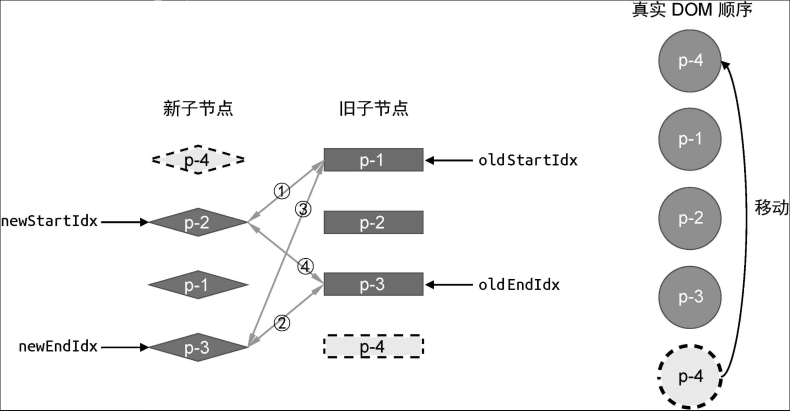 真实 DOM 顺序
p-4
新子节点
旧子节点
p-4
p-1
oldStartIdx
p-1
①
③
newStartIdx
p-2
p-2
p-2
移动
④
p-1
p-3
oldEndIdx
p-3
②
newEndIdx
p-3
p-4
p-4